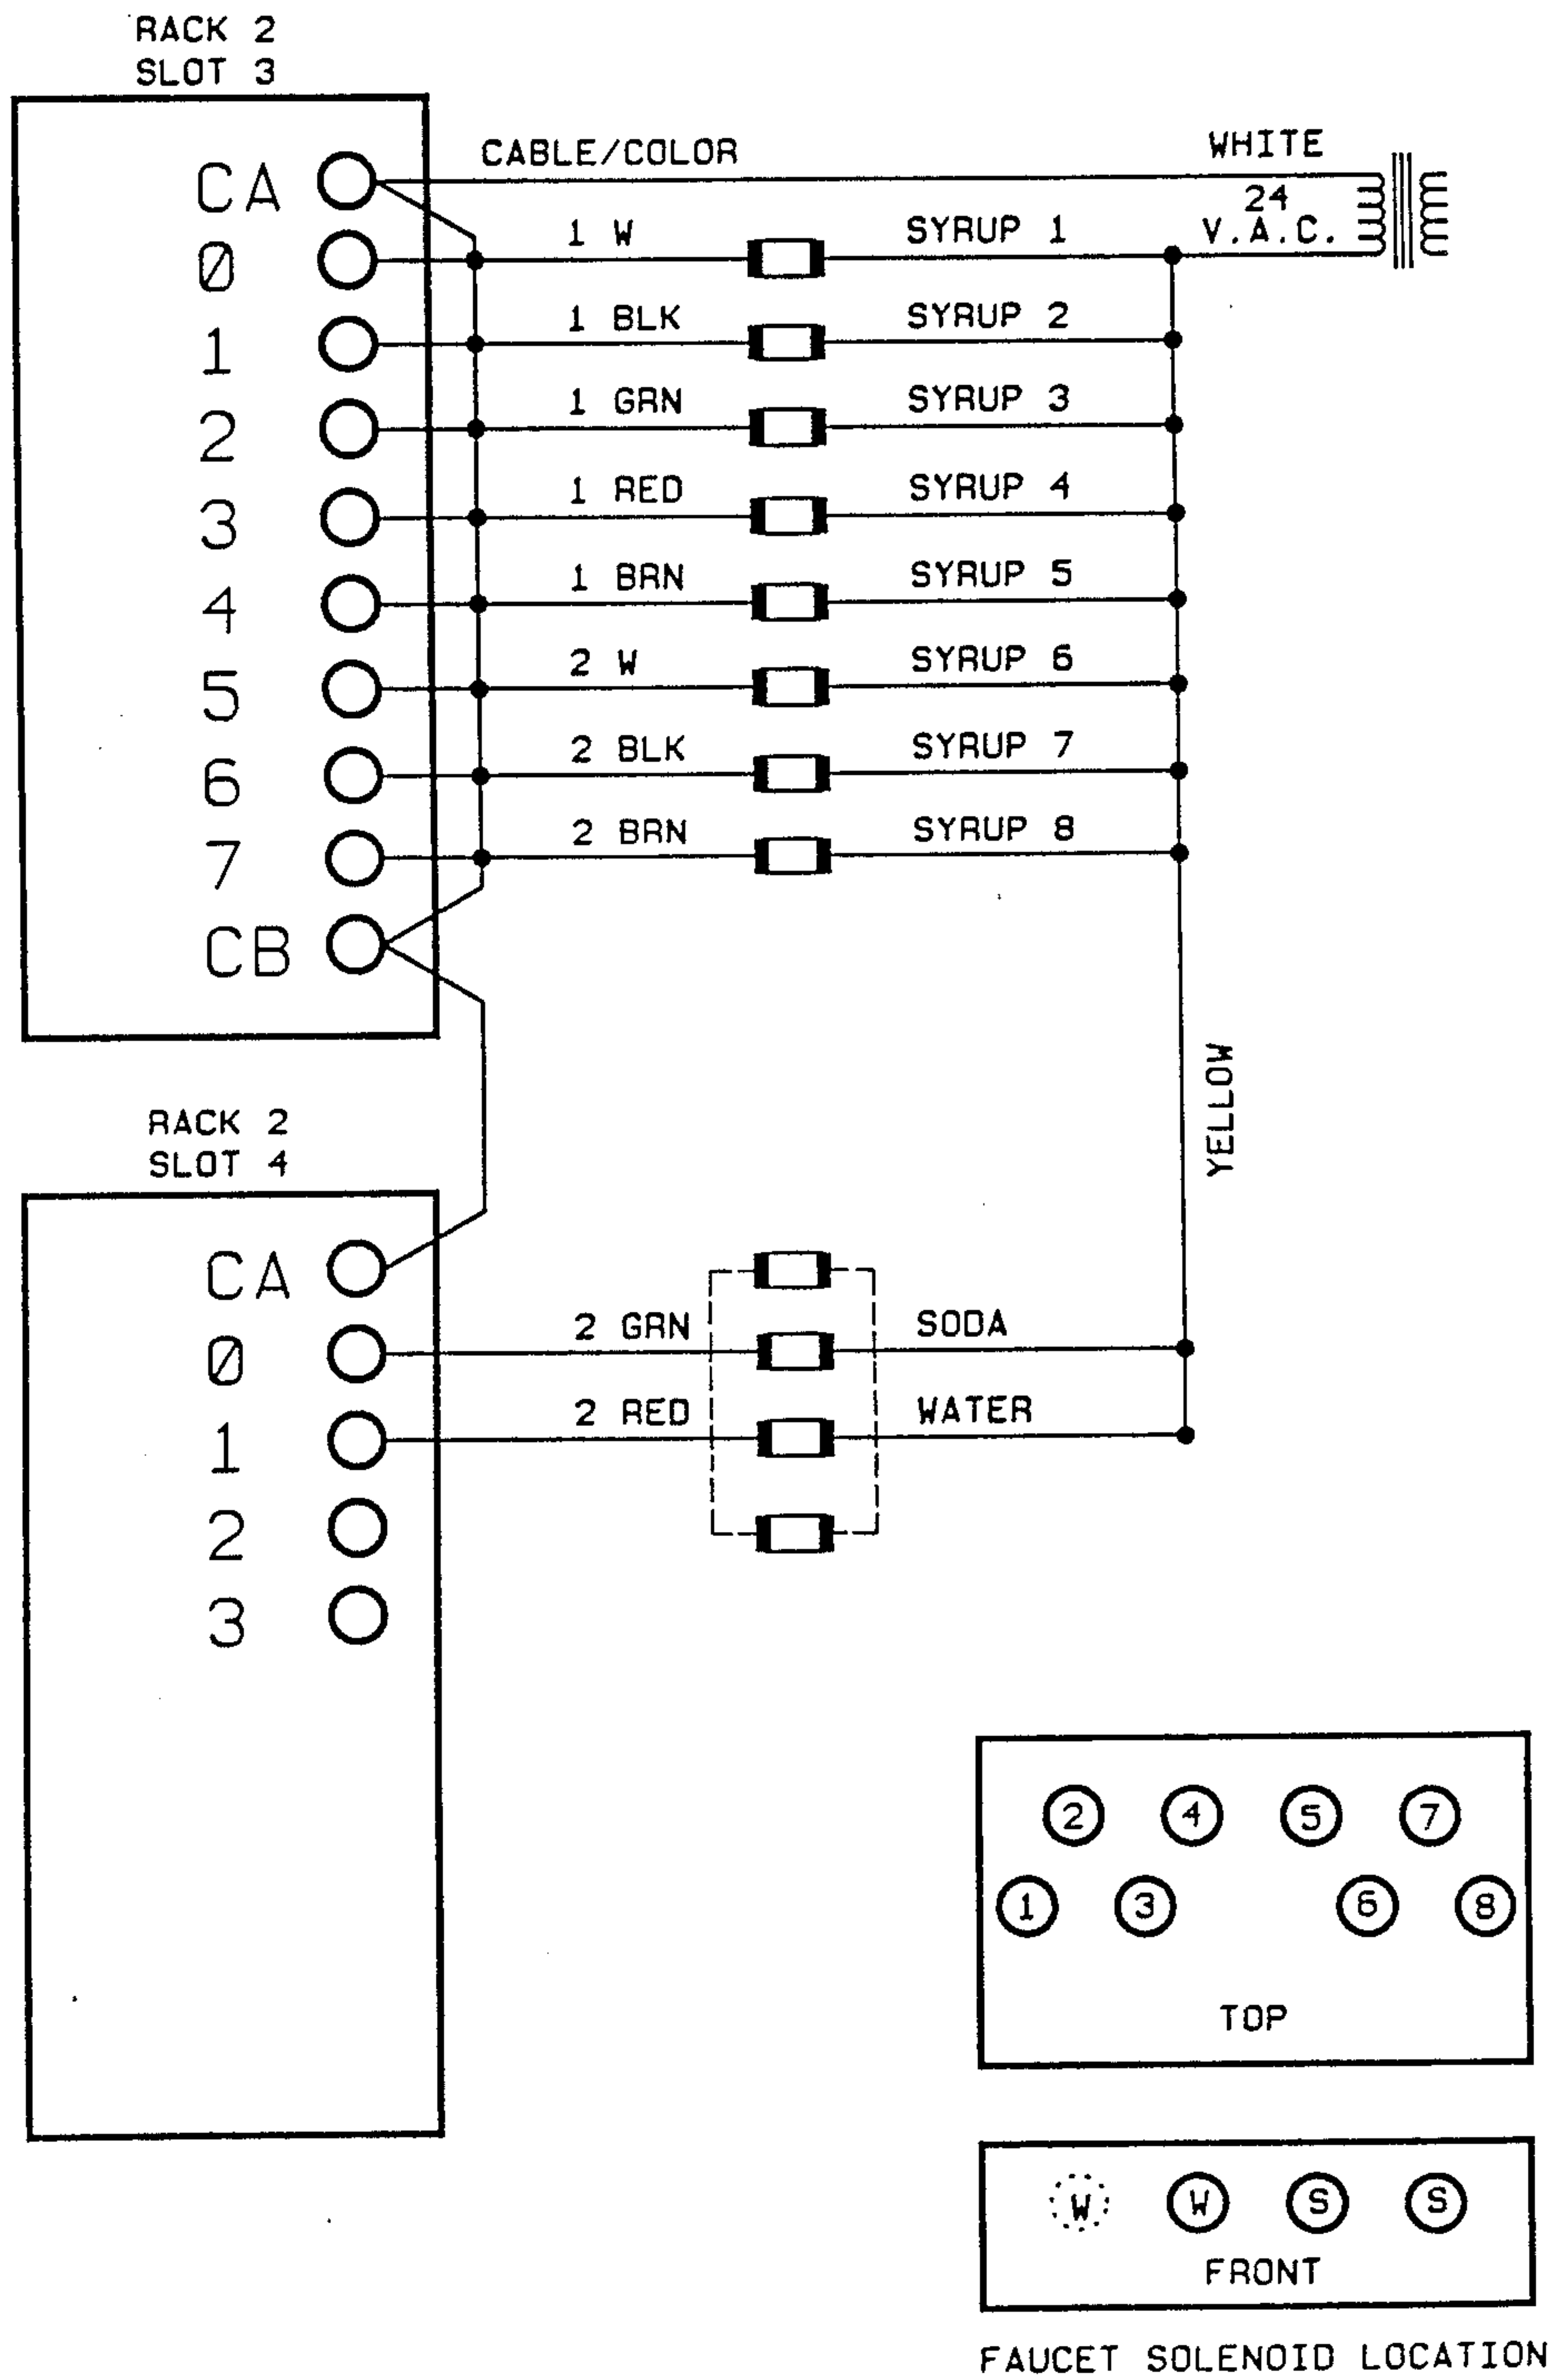 RACK 2
SLOT 3
CABLE/COLOR
WHITE
CA
24
V.A.C.
0
1 W
SYRUP 1
1
1 BLK
SYRUP 2
2
1 GRN
SYRUP 3
3
1 RED
SYRUP 4
4
1 BRN
SYRUP 5
5
2 W
SYRUP 6
6
2 BLK
SYRUP 7
7
2 BRN
SYRUP 8
CB
YELLOW
RACK 2
SLOT 4
CA
0
2 GRN
SODA
1
2 RED
WATER
2
3
2 4 5 7
1 3 6 8
TOP
W W S S
FRONT
FAUCET SOLENOID LOCATION